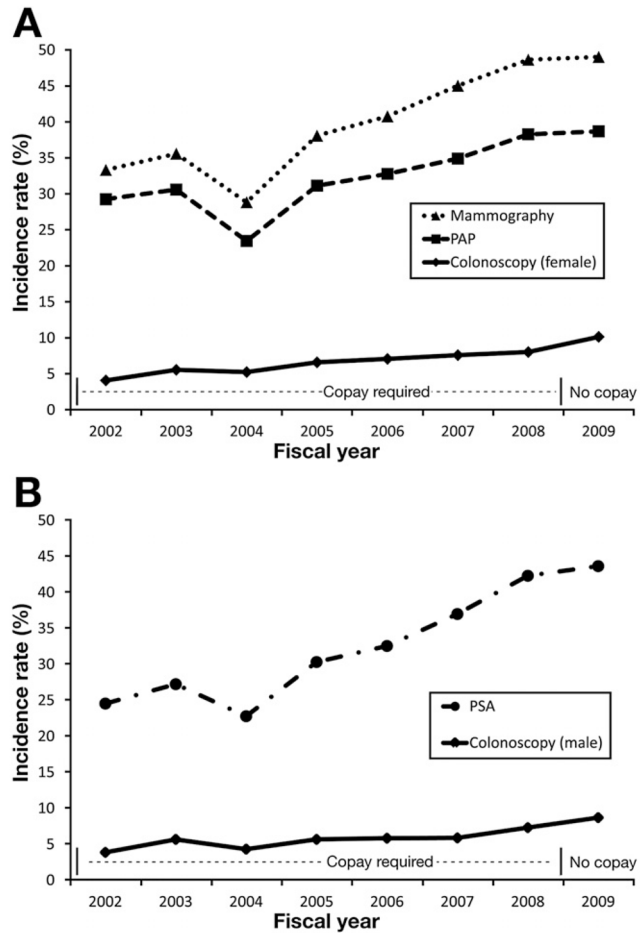 A
50
45
40
35
30
25
20
15
10
5
0
Incidence rate (%)
Mammography
PAP
Colonoscopy (female)
Copay required
No copay
2002 2003 2004 2005 2006 2007 2008 2009
Fiscal year
B
50
45
40
35
30
25
20
15
10
5
0
Incidence rate (%)
PSA
Colonoscopy (male)
Copay required
No copay
2002 2003 2004 2005 2006 2007 2008 2009
Fiscal year